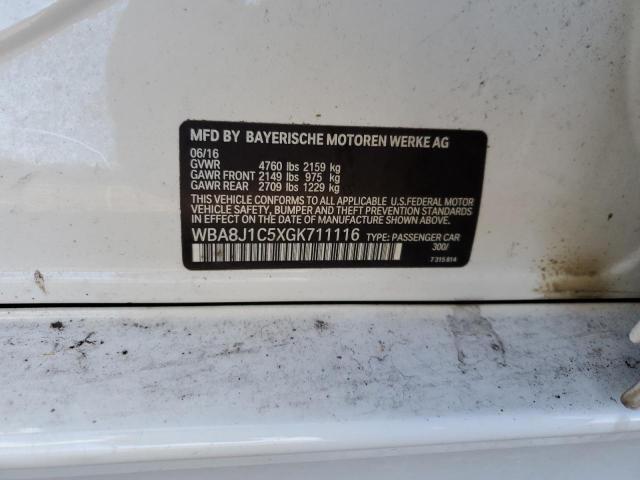 MFD BY BAYERISCHE MOTOREN WERKE AG
06/16
GVWR 4760 lbs 2159 kg
GAWR FRONT 2149 lbs 975 kg
GAWR REAR 2709 lbs 1229 kg
THIS VEHICLE CONFORMS TO ALL APPLICABLE U.S.FEDERAL MOTOR
VEHICLE SAFETY, BUMPER AND THEFT PREVENTION STANDARDS
IN EFFECT ON THE DATE OF MANUFACTURE SHOWN ABOVE.
WBA8J1C5XGK711116 TYPE: PASSENGER CAR
300/
7 315 814